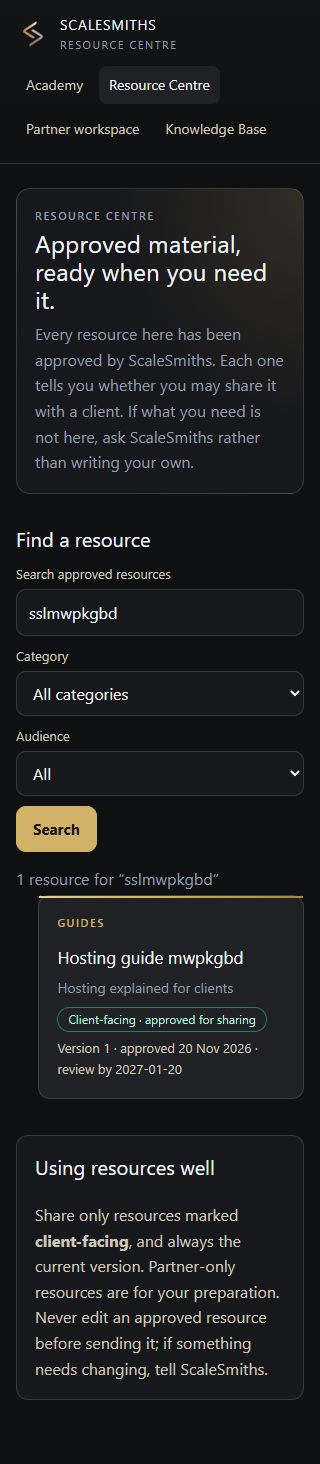 SCALESMITHS
RESOURCE CENTRE
Academy
Resource Centre
Partner workspace
Knowledge Base
RESOURCE CENTRE
Approved material,
ready when you need
it.
Every resource here has been
approved by ScaleSmiths. Each one
tells you whether you may share it
with a client. If what you need is
not here, ask ScaleSmiths rather
than writing your own.
Find a resource
Search approved resources
sslmwpkgbd
Category
All categories
Audience
All
Search
1 resource for “sslmwpkgbd”
GUIDES
Hosting guide mwpkgbd
Hosting explained for clients
Client-facing · approved for sharing
Version 1 · approved 20 Nov 2026 ·
review by 2027-01-20
Using resources well
Share only resources marked
client-facing, and always the
current version. Partner-only
resources are for your preparation.
Never edit an approved resource
before sending it; if something
needs changing, tell ScaleSmiths.